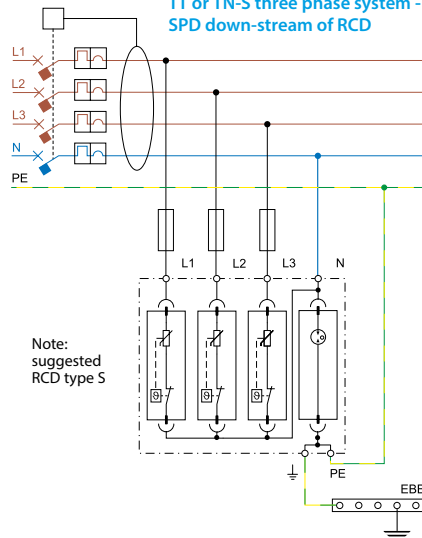 TT or TN-S three phase system -
SPD down-stream of RCD
L1
L2
L3
N
PE
L1 L2 L3 N
Note:
suggested
RCD type S
ϑ ϑ ϑ
PE
EBB